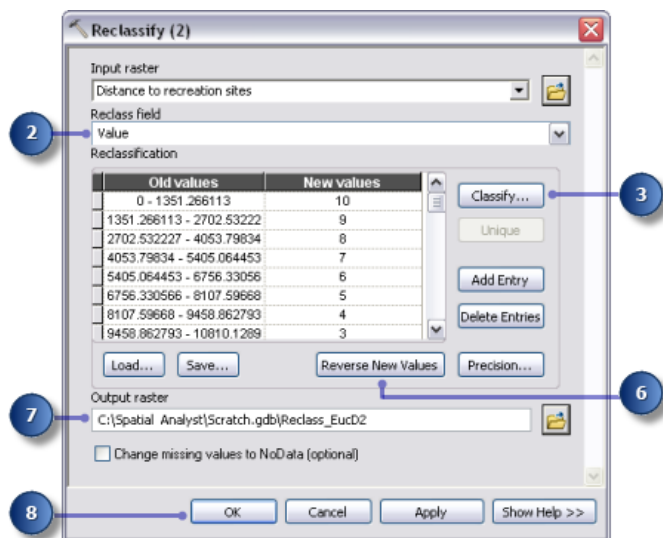 Reclassify (2)
Input raster
Distance to recreation sites
Reclass field
2
Value
Reclassification
Old values New values
0 - 1351.266113 10
1351.266113 - 2702.53222 9
2702.532227 - 4053.79834 8
4053.79834 - 5405.064453 7
5405.064453 - 6756.33056 6
6756.330566 - 8107.59668 5
8107.59668 - 9458.862793 4
9458.862793 - 10810.1289 3
Classify...
3
Unique
Add Entry
Delete Entries
Load... Save... Reverse New Values Precision...
6
Output raster
7
C:\Spatial Analyst\Scratch.gdb\Reclass_EucD2
Change missing values to NoData (optional)
8
OK Cancel Apply Show Help >>